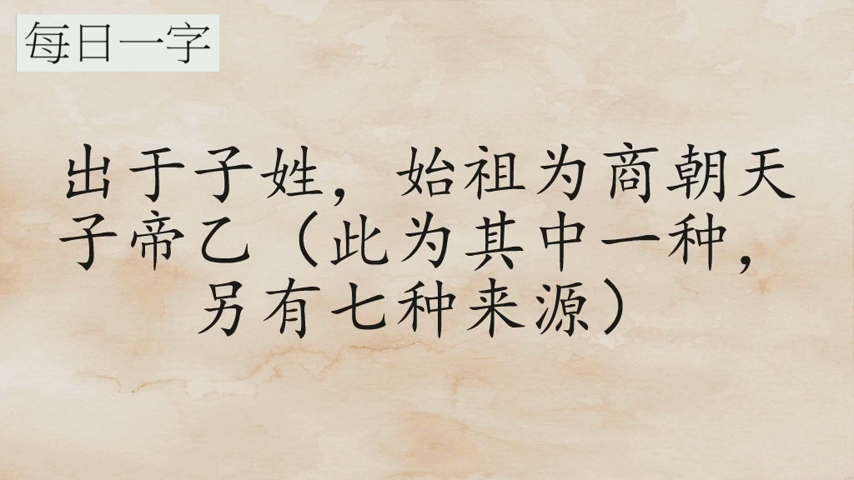 每日一字
出于子姓，始祖为商朝天
子帝乙（此为其中一种，
另有七种来源）